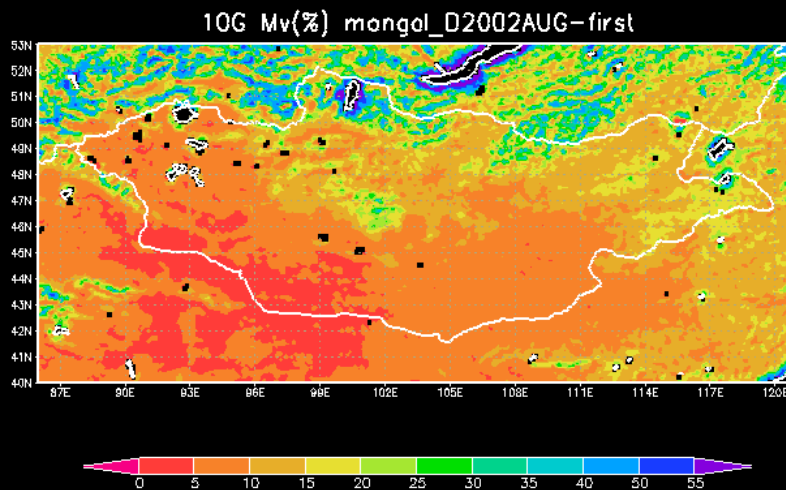 10G Mv(%) mongol_D2002AUG-first
53N
52N
51N
50N
49N
48N
47N
46N
45N
44N
43N
42N
41N
40N
87E 90E 93E 96E 99E 102E 105E 108E 111E 114E 117E 120E
0 5 10 15 20 25 30 35 40 50 55